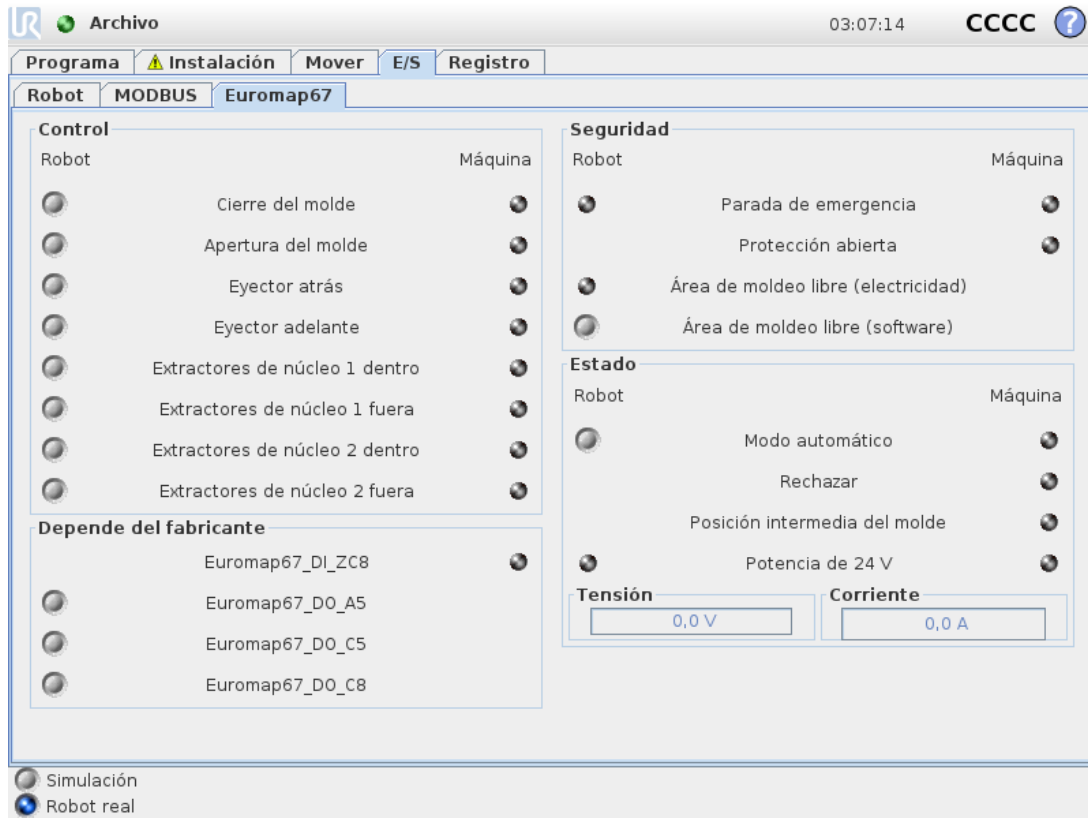 UR Archivo 03:07:14 CCCC ?
Programa Instalación Mover E/S Registro
Robot MODBUS Euromap67
Control
Robot Máquina
Cierre del molde
Apertura del molde
Eyector atrás
Eyector adelante
Extractores de núcleo 1 dentro
Extractores de núcleo 1 fuera
Extractores de núcleo 2 dentro
Extractores de núcleo 2 fuera
Depende del fabricante
Euromap67_DI_ZC8
Euromap67_DO_A5
Euromap67_DO_C5
Euromap67_DO_C8
Seguridad
Robot Máquina
Parada de emergencia
Protección abierta
Área de moldeo libre (electricidad)
Área de moldeo libre (software)
Estado
Robot Máquina
Modo automático
Rechazar
Posición intermedia del molde
Potencia de 24 V
Tensión Corriente
0,0 V 0,0 A
Simulación
Robot real